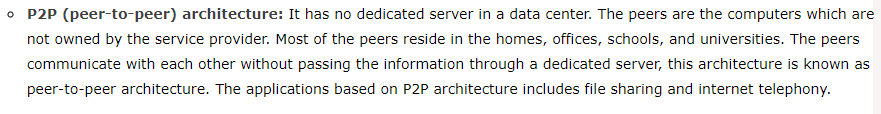 P2P (peer-to-peer) architecture: It has no dedicated server in a data center. The peers are the computers which are
not owned by the service provider. Most of the peers reside in the homes, offices, schools, and universities. The peers
communicate with each other without passing the information through a dedicated server, this architecture is known as
peer-to-peer architecture. The applications based on P2P architecture includes file sharing and internet telephony.